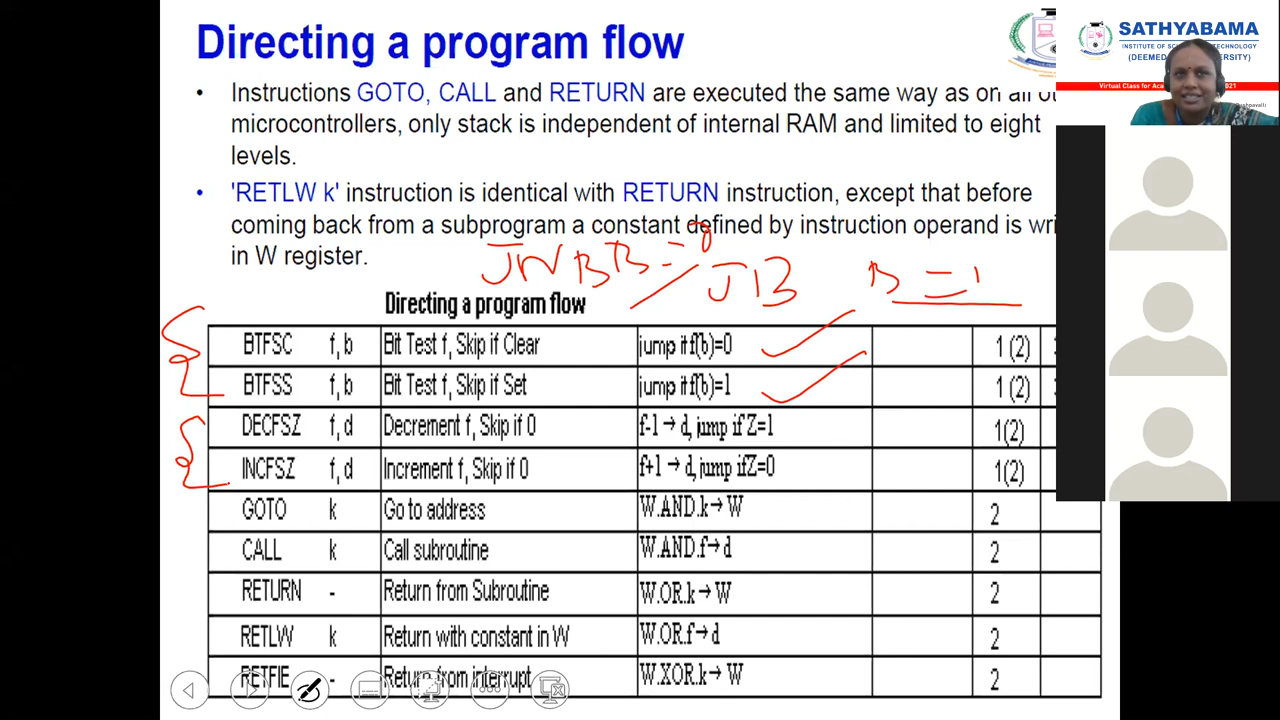 Directing a program flow
• Instructions GOTO, CALL and RETURN are executed the same way as on all
microcontrollers, only stack is independent of internal RAM and limited to eight
levels.
• 'RETLW k' instruction is identical with RETURN instruction, except that before
coming back from a subprogram a constant defined by instruction operand is
in W register.
JNB B=0 / JB B=1
Directing a program flow
BTFSC f, b Bit Test f, Skip if Clear jump if f(b)=0 1 (2)
BTFSS f, b Bit Test f, Skip if Set jump if f(b)=1 1 (2)
DECFSZ f, d Decrement f, Skip if 0 f-1 → d, jump if Z=1 1(2)
INCFSZ f, d Increment f, Skip if 0 f+1 → d, jump ifZ=0 1(2)
GOTO k Go to address W.AND.k→ W 2
CALL k Call subroutine W.AND.f→ d 2
RETURN - Return from Subroutine W.OR.k→ W 2
RETLW k Return with constant in W W.OR.f→ d 2
RETFIE - Return from interrupt W.XOR.k→ W 2
SATHYABAMA
INSTITUTE OF TECHNOLOGY
(DEEMED
Virtual Class for 2021